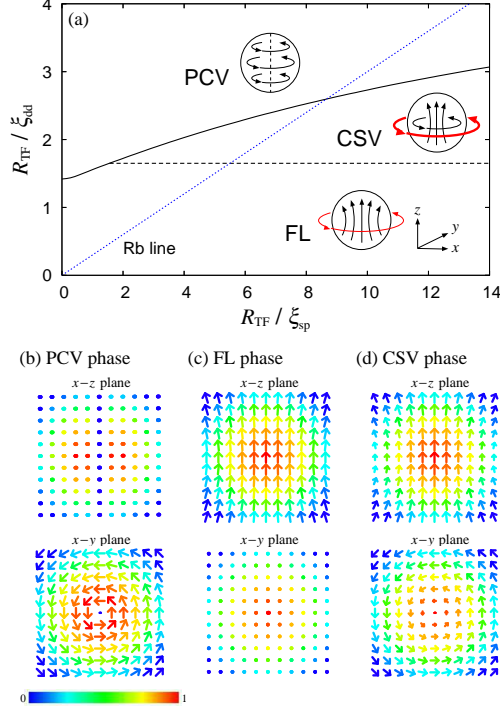 (a)
4
3
2
1
0
R_TF / ξ_dd
PCV
CSV
FL
Rb line
z
y
x
0 2 4 6 8 10 12 14
R_TF / ξ_sp
(b) PCV phase (c) FL phase (d) CSV phase
x−z plane x−z plane x−z plane
x−y plane x−y plane x−y plane
0 1